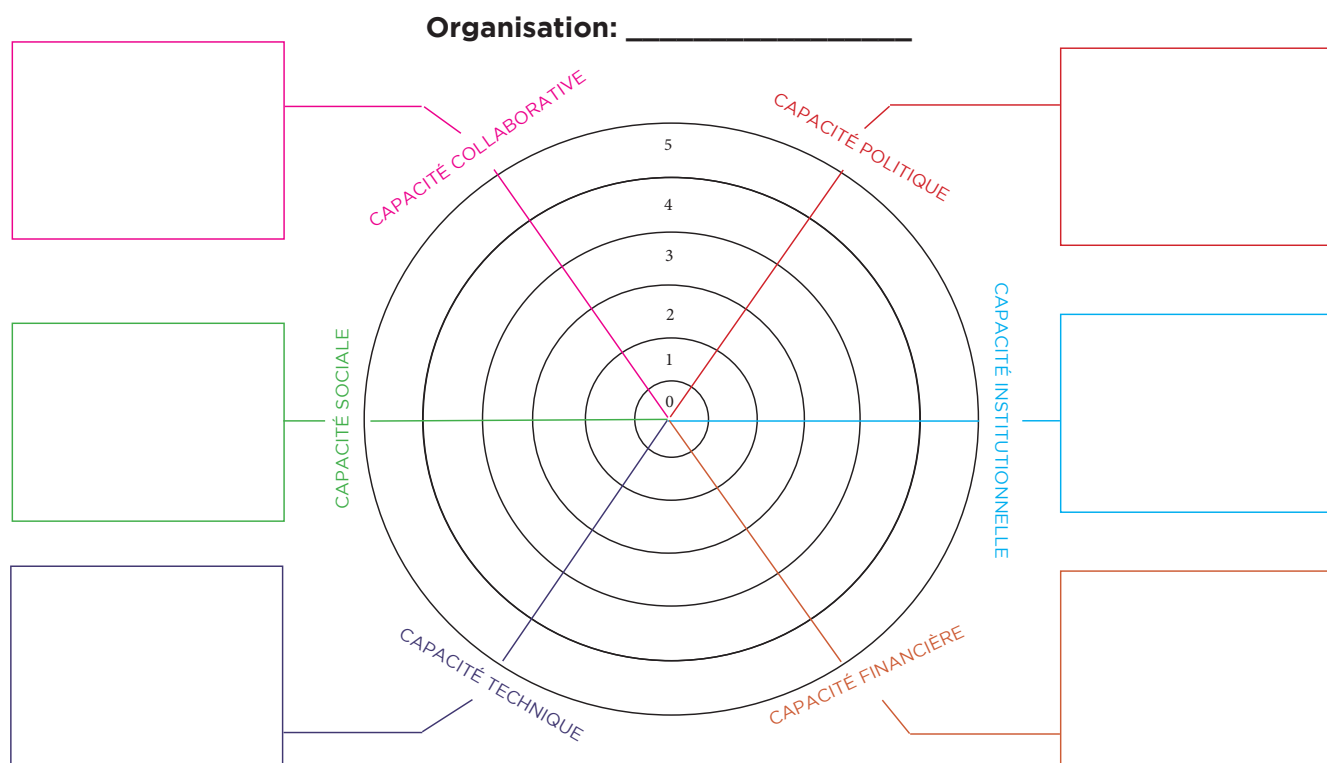 Organisation: ___________________
CAPACITÉ COLLABORATIVE
CAPACITÉ POLITIQUE
5
4
3
2
1
0
CAPACITÉ SOCIALE
CAPACITÉ INSTITUTIONNELLE
CAPACITÉ TECHNIQUE
CAPACITÉ FINANCIÈRE